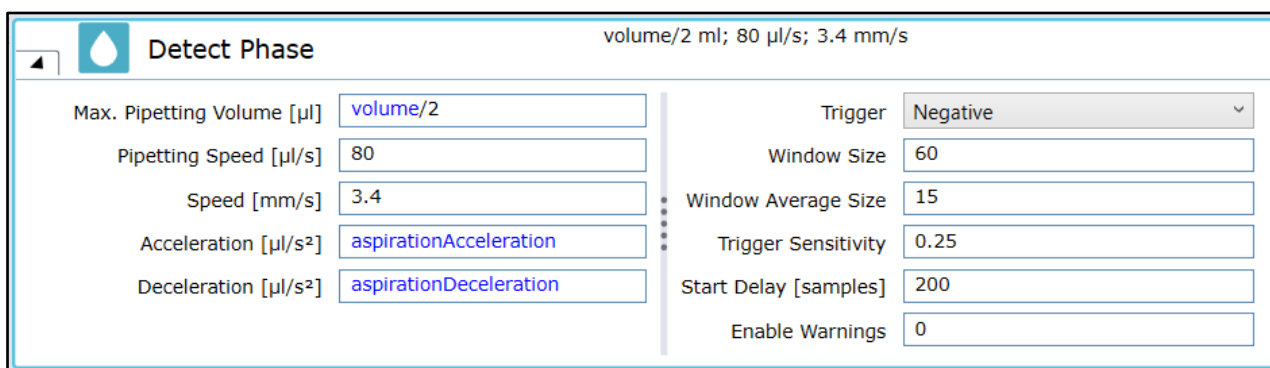 Detect Phase
volume/2 ml; 80 µl/s; 3.4 mm/s
Max. Pipetting Volume [µl] volume/2
Pipetting Speed [µl/s] 80
Speed [mm/s] 3.4
Acceleration [µl/s²] aspirationAcceleration
Deceleration [µl/s²] aspirationDeceleration
Trigger Negative
Window Size 60
Window Average Size 15
Trigger Sensitivity 0.25
Start Delay [samples] 200
Enable Warnings 0